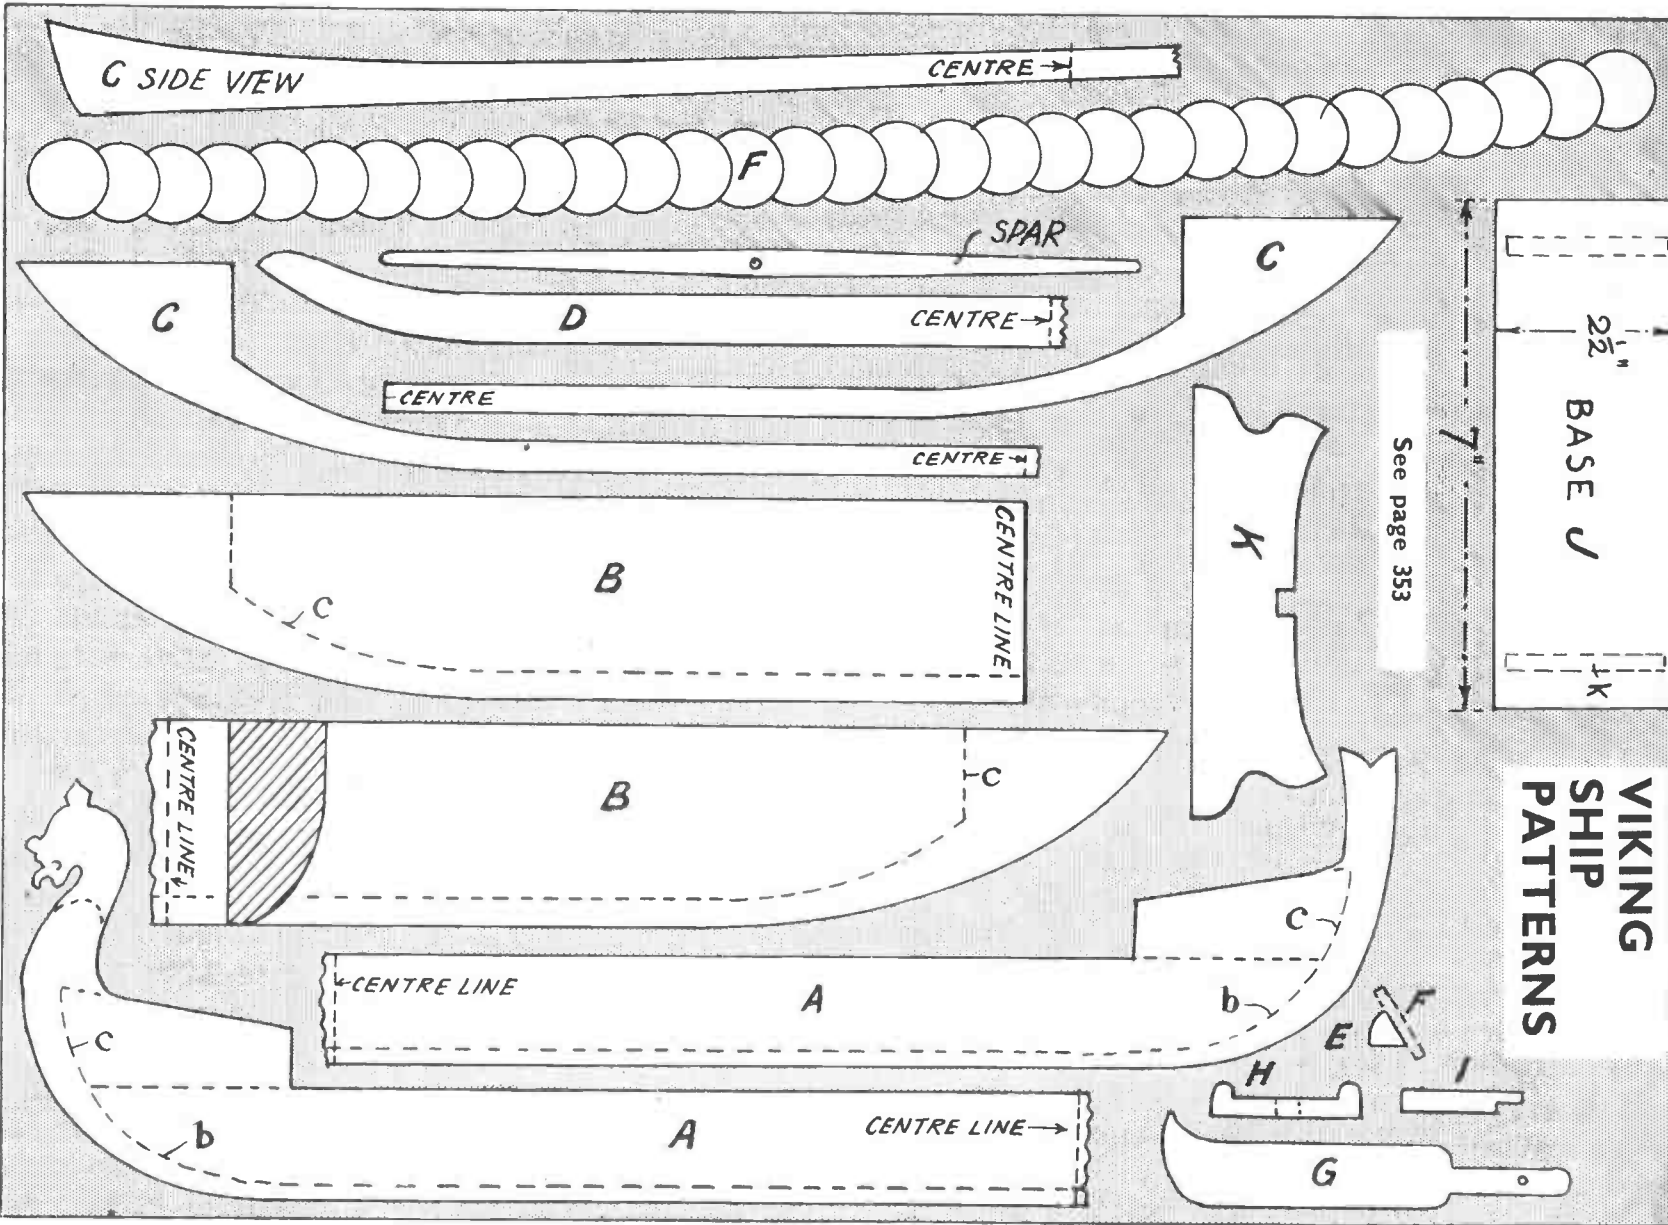 C SIDE VIEW
CENTRE
F
SPAR
C
C
D
CENTRE
CENTRE
CENTRE
2½"
BASE J
7"
See page 353
K
K
B
CENTRE LINE
C
B
CENTRE LINE
C
VIKING
SHIP
PATTERNS
A
CENTRE LINE
C
b
F
E
H
I
C
b
A
CENTRE LINE
G